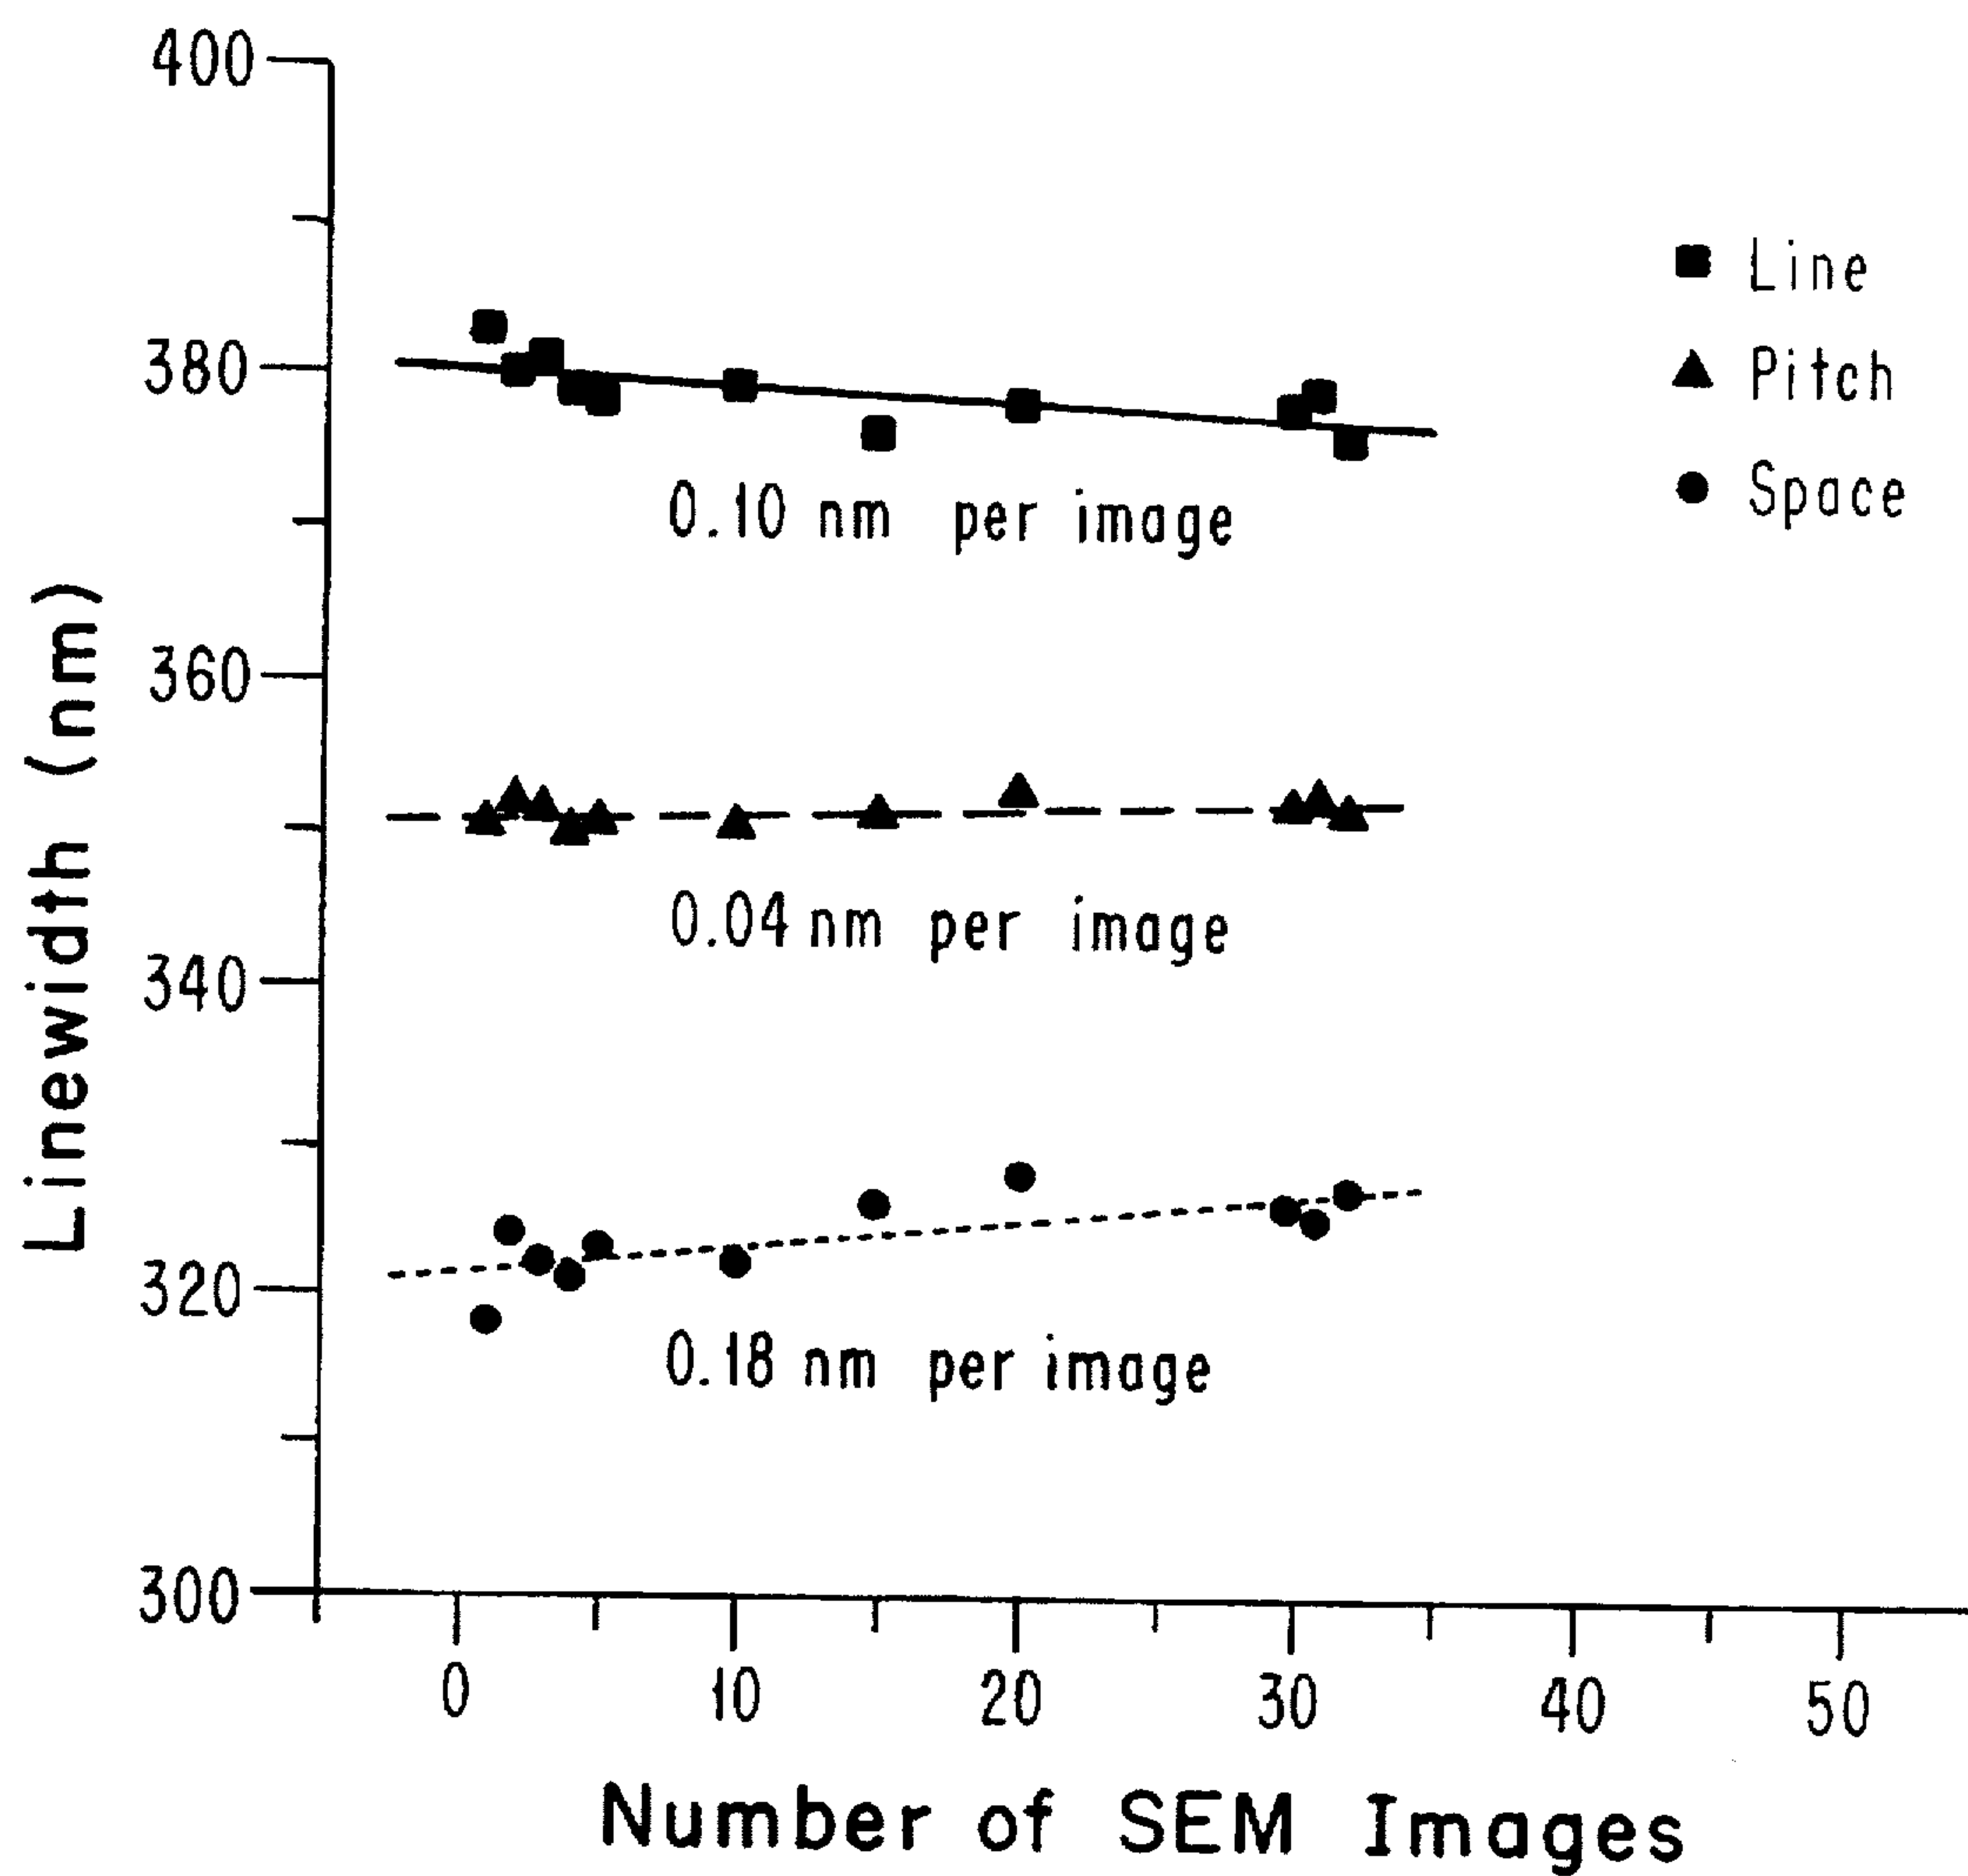 400
380
360
340
320
300
Linewidth (nm)
Line
Pitch
Space
0.10 nm per image
0.04 nm per image
0.18 nm per image
0 10 20 30 40 50
Number of SEM Images